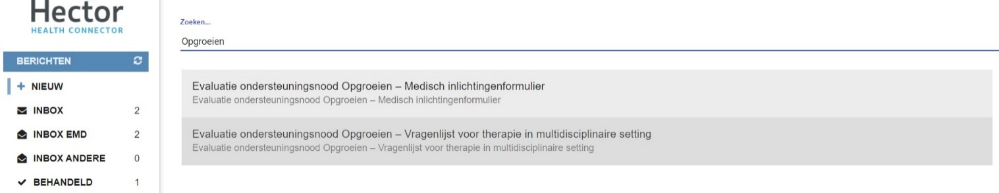 Hector
HEALTH CONNECTOR
BERICHTEN
NIEUW
INBOX 2
INBOX EMD 2
INBOX ANDERE 0
BEHANDELD 1
Zoeken...
Opgroeien
Evaluatie ondersteuningsnood Opgroeien – Medisch inlichtingenformulier
Evaluatie ondersteuningsnood Opgroeien – Medisch inlichtingenformulier
Evaluatie ondersteuningsnood Opgroeien – Vragenlijst voor therapie in multidisciplinaire setting
Evaluatie ondersteuningsnood Opgroeien – Vragenlijst voor therapie in multidisciplinaire setting